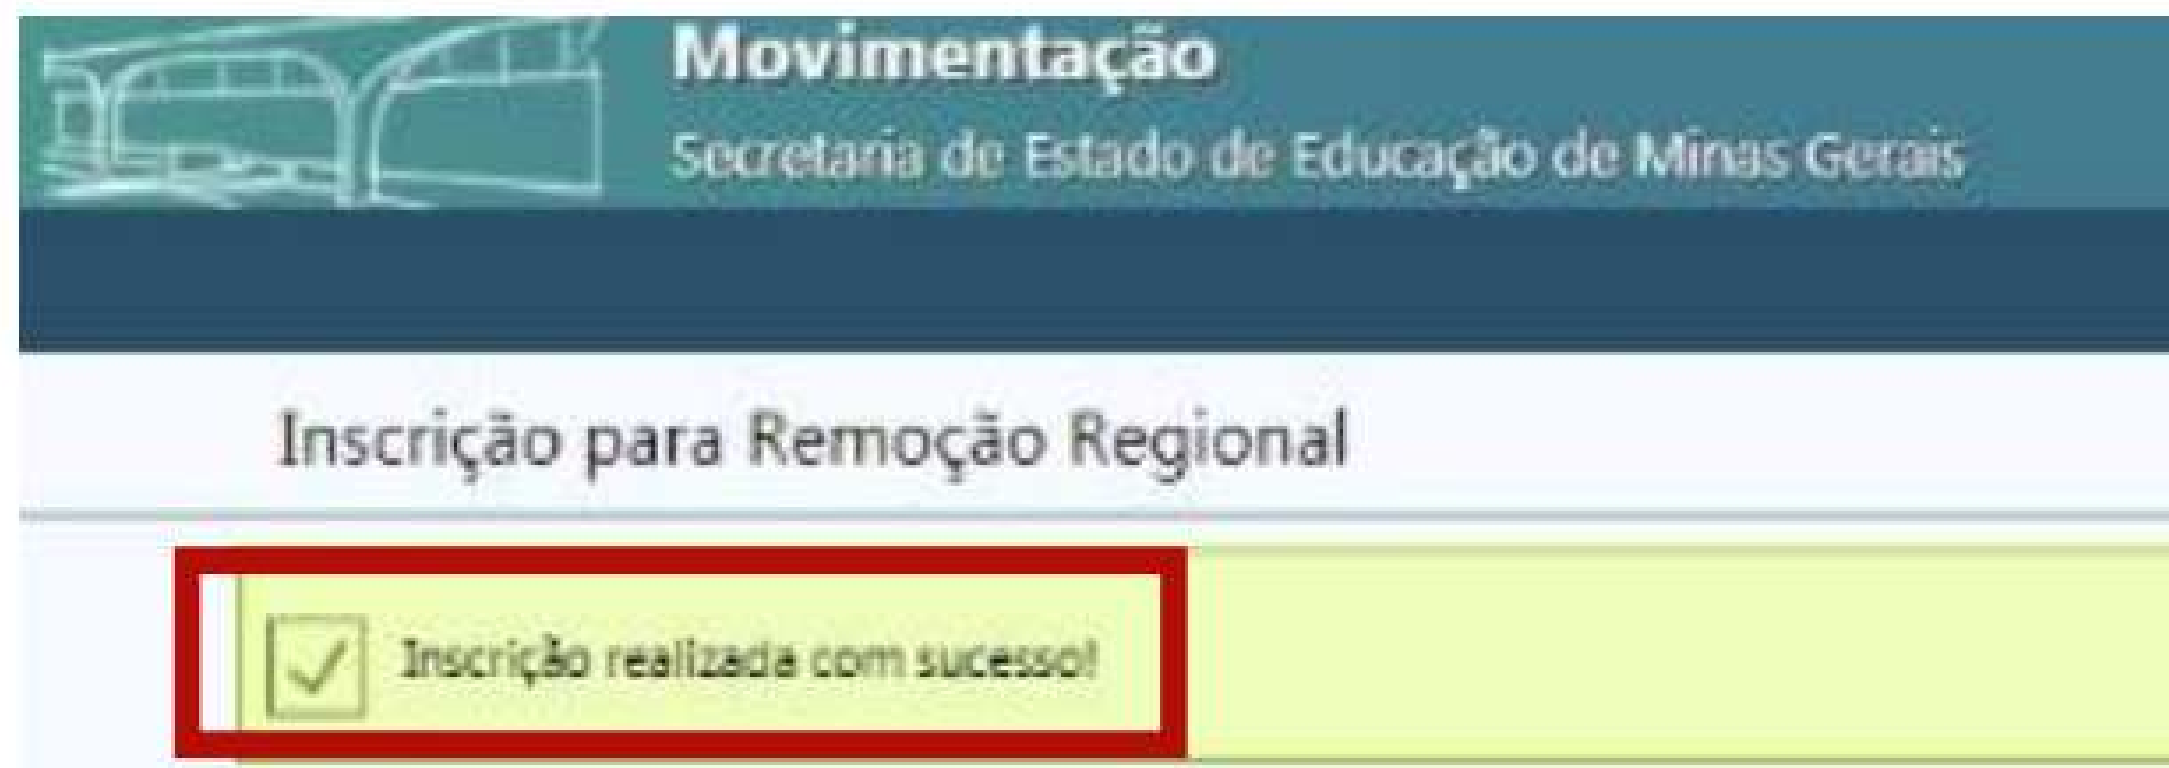 Movimentação
Secretaria de Estado de Educação de Minas Gerais
Inscrição para Remoção Regional
Inscrição realizada com sucesso!